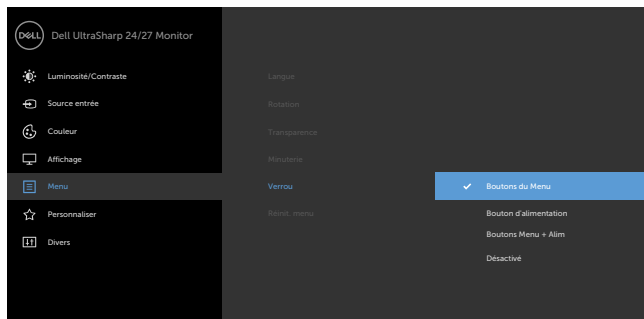 DELL Dell UltraSharp 24/27 Monitor
Luminosité/Contraste
Source entrée
Couleur
Affichage
Menu
Personnaliser
Divers
Langue
Rotation
Transparence
Minuterie
Verrou
Réinit. menu
Boutons du Menu
Bouton d'alimentation
Boutons Menu + Alim
Désactivé